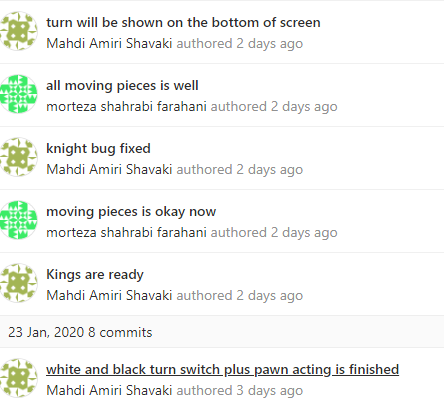 turn will be shown on the bottom of screen
Mahdi Amiri Shavaki authored 2 days ago
all moving pieces is well
morteza shahrabi farahani authored 2 days ago
knight bug fixed
Mahdi Amiri Shavaki authored 2 days ago
moving pieces is okay now
morteza shahrabi farahani authored 2 days ago
Kings are ready
Mahdi Amiri Shavaki authored 2 days ago
23 Jan, 2020 8 commits
white and black turn switch plus pawn acting is finished
Mahdi Amiri Shavaki authored 3 days ago